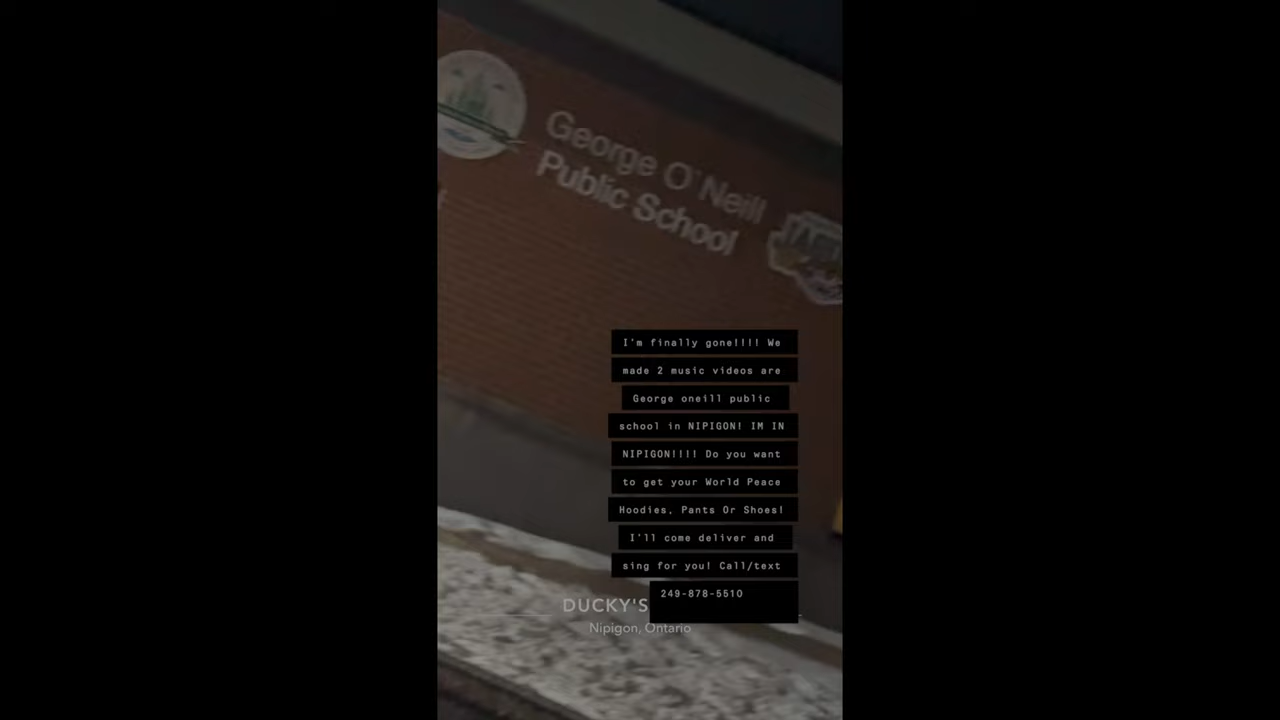 George O'Neill
Public School
I'm finally gone!!!! We
made 2 music videos are
George oneill public
school in NIPIGON! IM IN
NIPIGON!!!! Do you want
to get your World Peace
Hoodies, Pants Or Shoes!
I'll come deliver and
sing for you! Call/text
249-878-5510
DUCKY'S
Nipigon, Ontario